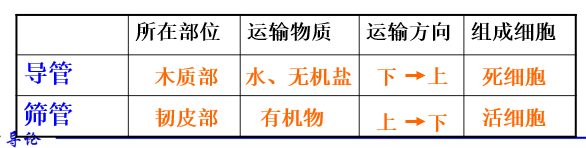 所在部位 运输物质 运输方向 组成细胞
导管 木质部 水、无机盐 下 ➞上 死细胞
筛管 韧皮部 有机物 上 ➞下 活细胞
导论